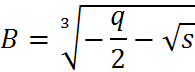 B = ∛(-q/2 - √s)